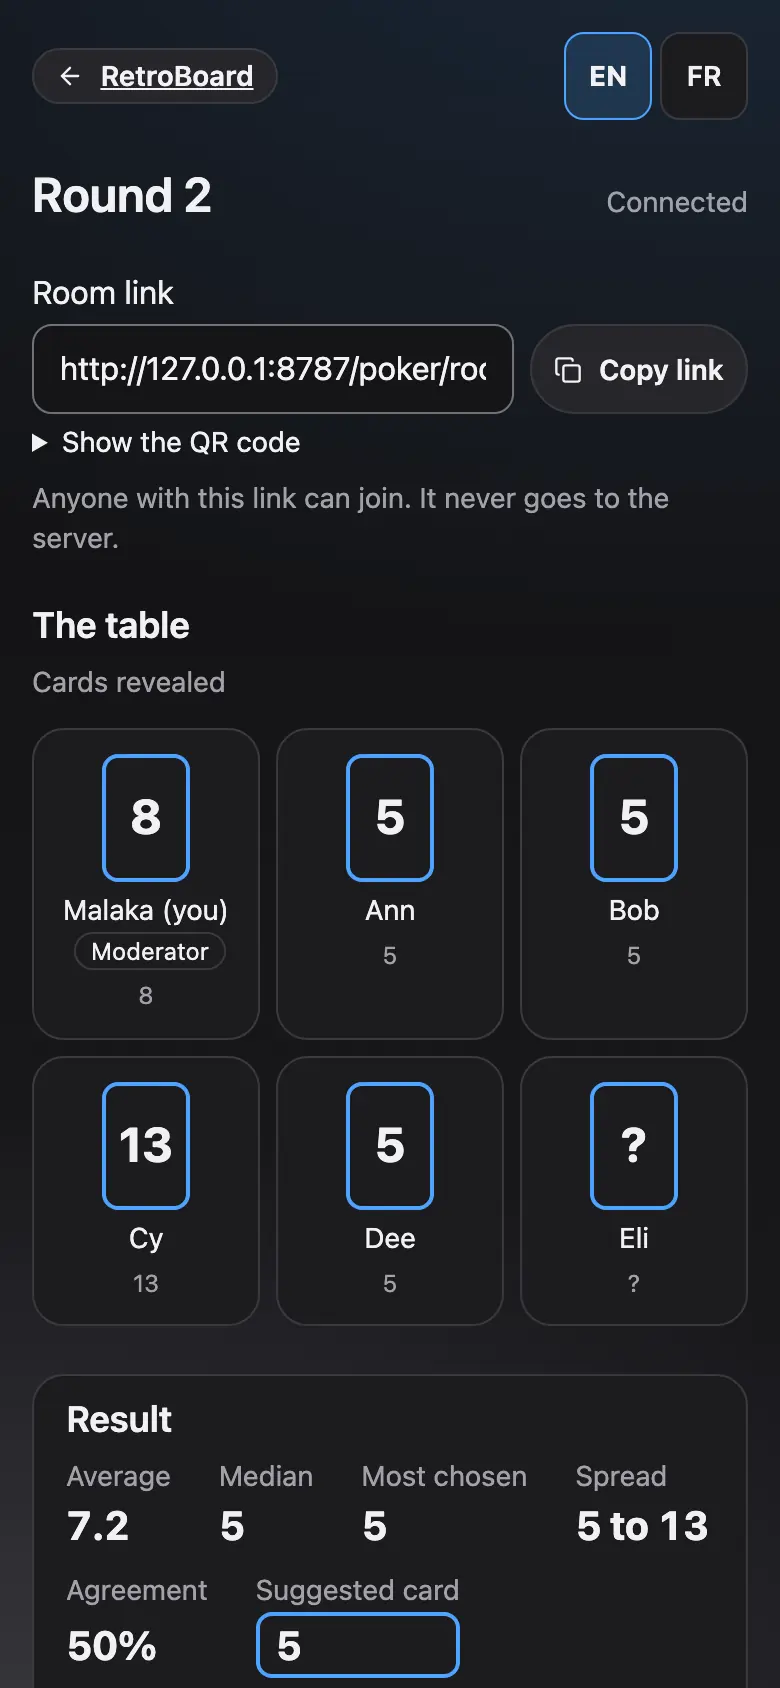 ← RetroBoard
EN
FR
Round 2
Connected
Room link
http://127.0.0.1:8787/poker/roo
Copy link
▶ Show the QR code
Anyone with this link can join. It never goes to the
server.
The table
Cards revealed
8
5
5
Malaka (you)
Ann
Bob
Moderator
5
5
8
13
5
?
Cy
Dee
Eli
13
5
?
Result
Average
Median
Most chosen
Spread
7.2
5
5
5 to 13
Agreement
Suggested card
50%
5